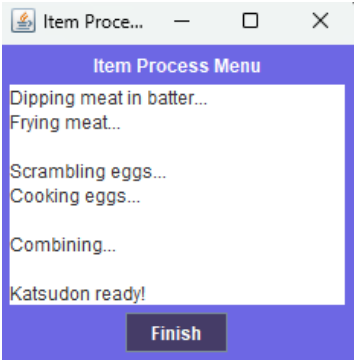 Item Proce...
Item Process Menu
Dipping meat in batter...
Frying meat...
Scrambling eggs...
Cooking eggs...
Combining...
Katsudon ready!
Finish